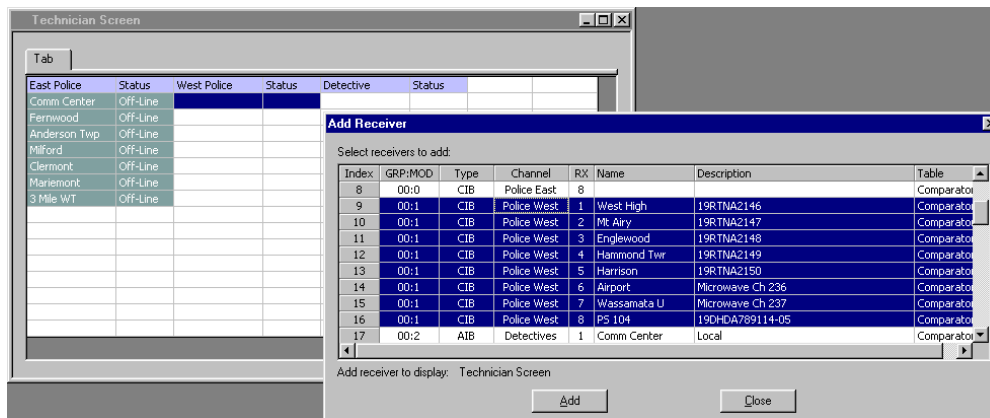 Technician Screen
Tab
East Police Status West Police Status Detective Status
Comm Center Off-Line
Fernwood Off-Line
Anderson Twp Off-Line
Milford Off-Line
Clermont Off-Line
Mariemont Off-Line
3 Mile WT Off-Line
Add Receiver
Select receivers to add:
Index GRP:MOD Type Channel RX Name Description Table
8 00:0 CIB Police East 8 Comparator
9 00:1 CIB Police West 1 West High 19RTNA2146 Comparator
10 00:1 CIB Police West 2 Mt Airy 19RTNA2147 Comparator
11 00:1 CIB Police West 3 Englewood 19RTNA2148 Comparator
12 00:1 CIB Police West 4 Hammond Twr 19RTNA2149 Comparator
13 00:1 CIB Police West 5 Harrison 19RTNA2150 Comparator
14 00:1 CIB Police West 6 Airport Microwave Ch 236 Comparator
15 00:1 CIB Police West 7 Wassamata U Microwave Ch 237 Comparator
16 00:1 CIB Police West 8 PS 104 19DHDA789114-05 Comparator
17 00:2 AIB Detectives 1 Comm Center Local Comparator
Add receiver to display: Technician Screen
Add Close